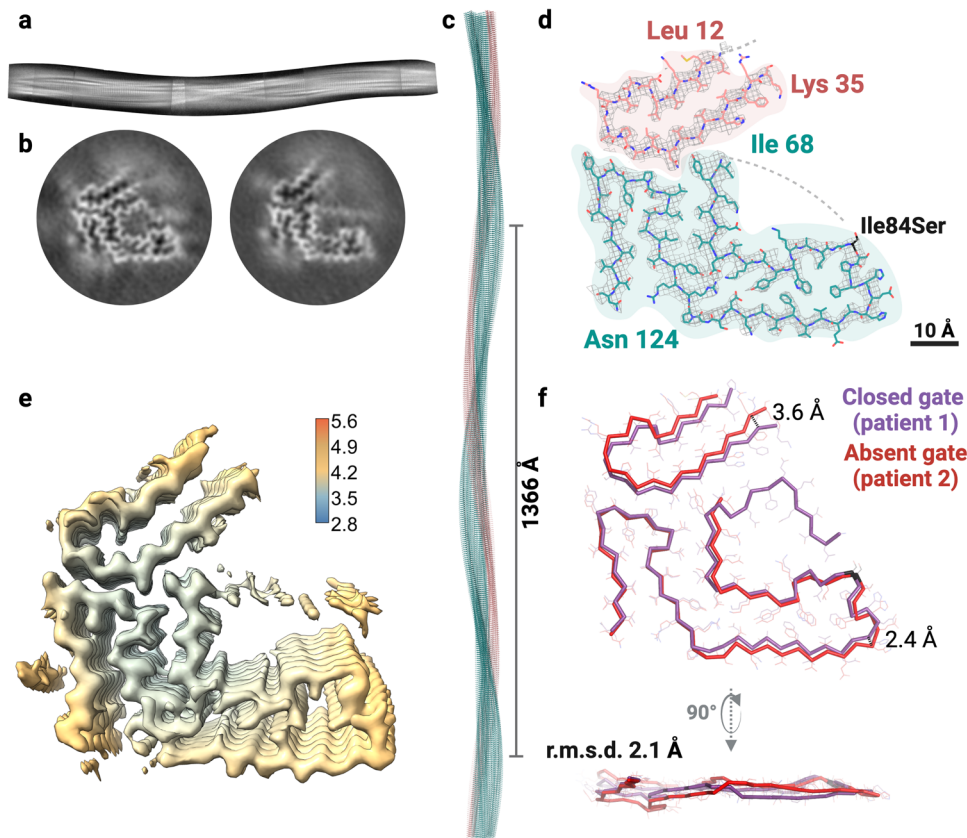 a
b
c
1366 Å
d
Leu 12
Lys 35
Ile 68
Ile84Ser
Asn 124
10 Å
e
5.6
4.9
4.2
3.5
2.8
f
3.6 Å
Closed gate
(patient 1)
Absent gate
(patient 2)
2.4 Å
90°
r.m.s.d. 2.1 Å